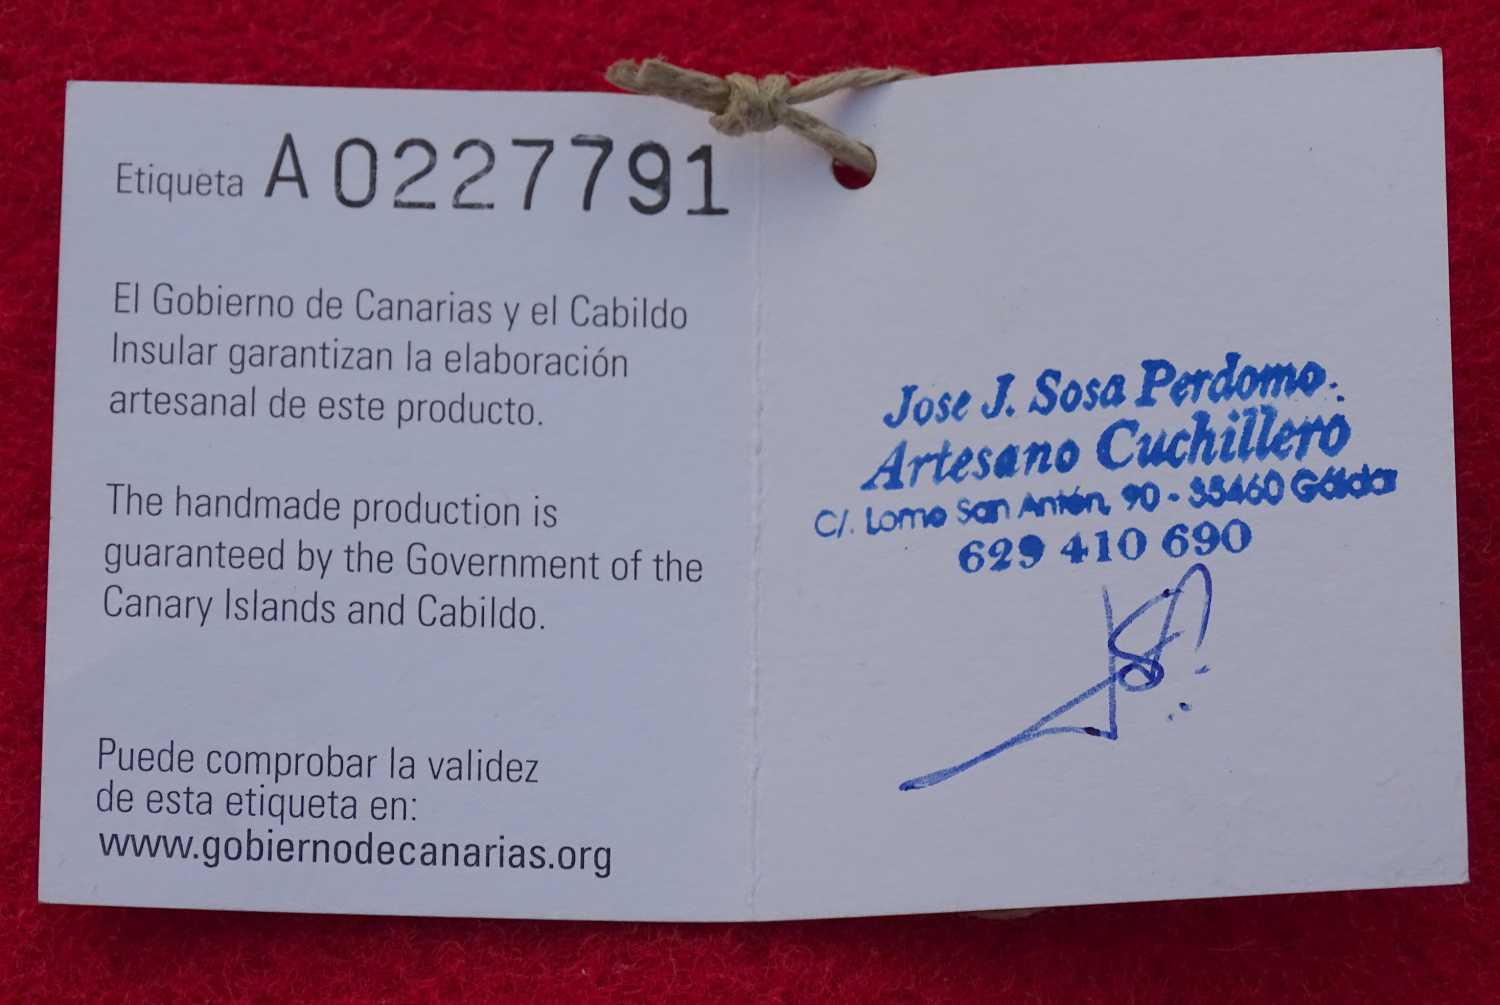 Etiqueta A0227791
El Gobierno de Canarias y el Cabildo
Insular garantizan la elaboración
artesanal de este producto.
The handmade production is
guaranteed by the Government of the
Canary Islands and Cabildo.
Puede comprobar la validez
de esta etiqueta en:
www.gobiernodecanarias.org
Jose J. Sosa Perdomo
Artesano Cuchillero
C/. Lomo San Antón, 90 - 35460 Gáldar
629 410 690